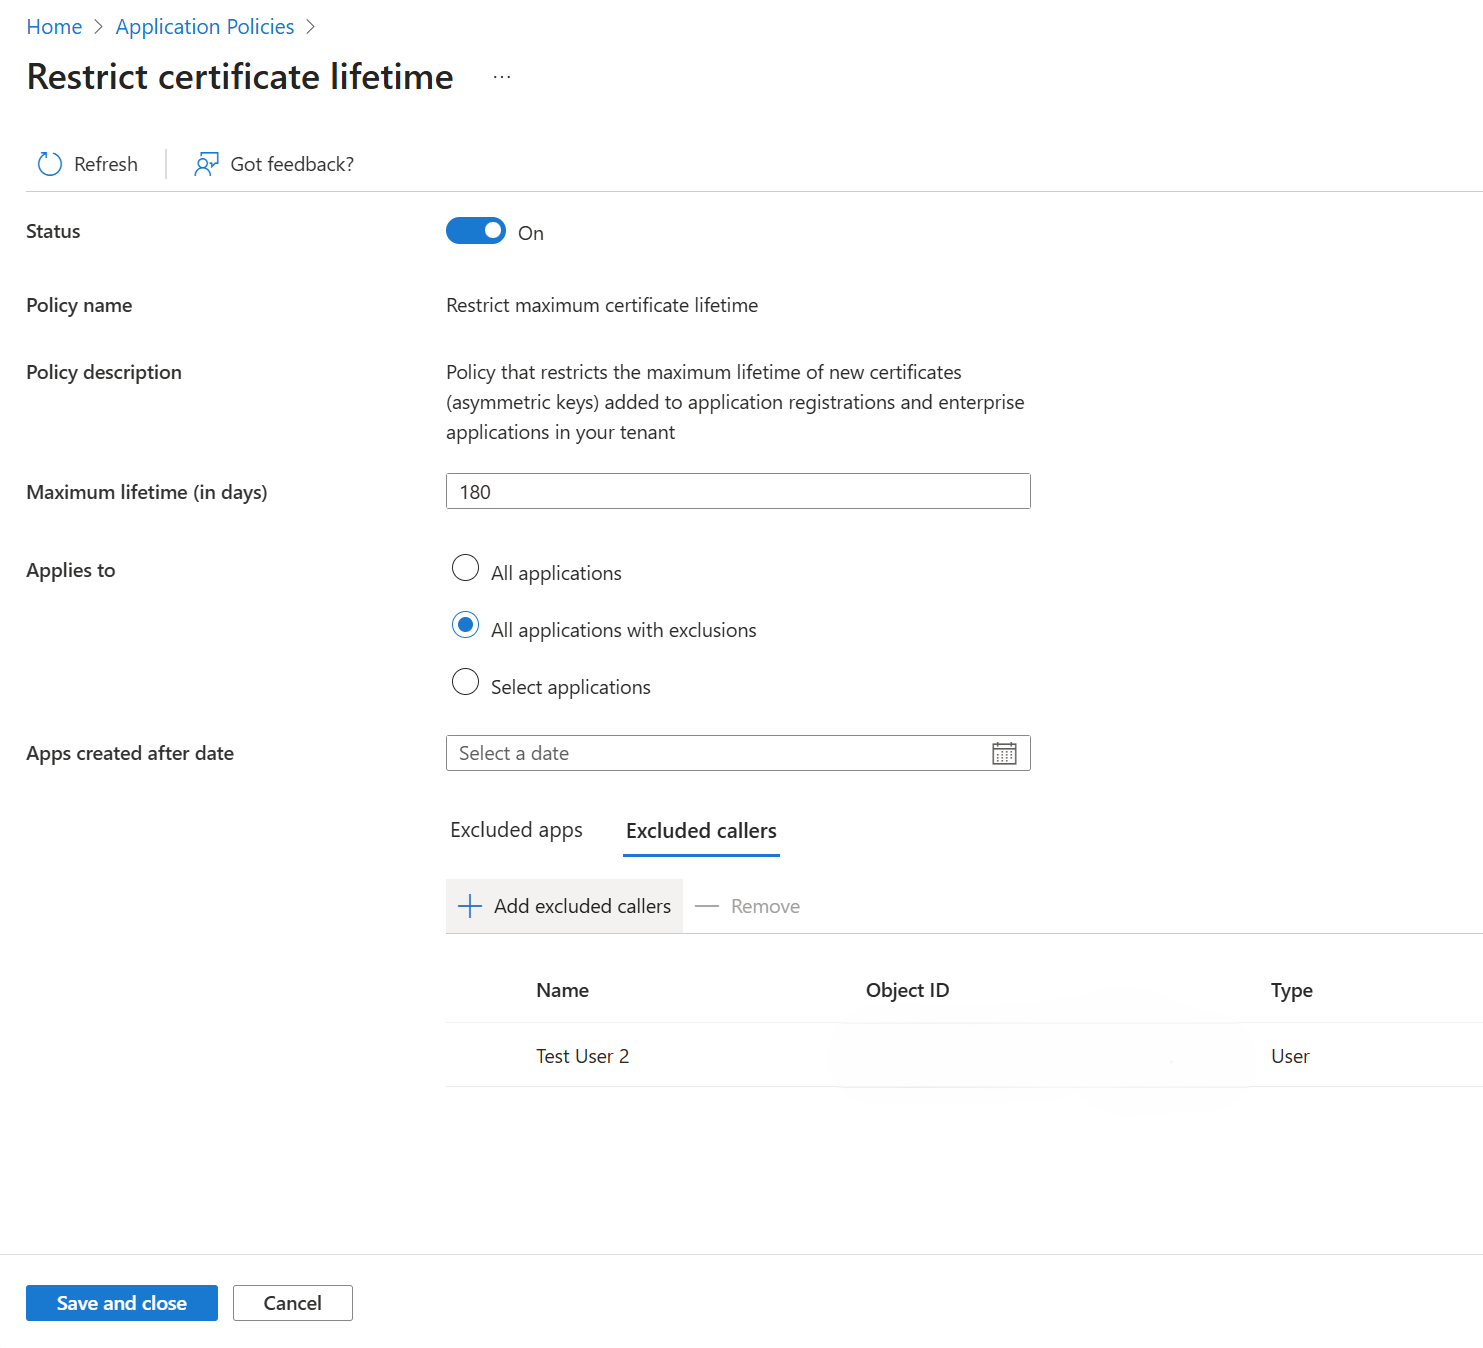 Home > Application Policies >
Restrict certificate lifetime ...
Refresh | Got feedback?
Status On
Policy name Restrict maximum certificate lifetime
Policy description Policy that restricts the maximum lifetime of new certificates
(asymmetric keys) added to application registrations and enterprise
applications in your tenant
Maximum lifetime (in days) 180
Applies to All applications
All applications with exclusions
Select applications
Apps created after date Select a date
Excluded apps Excluded callers
Add excluded callers Remove
Name Object ID Type
Test User 2 User
Save and close Cancel